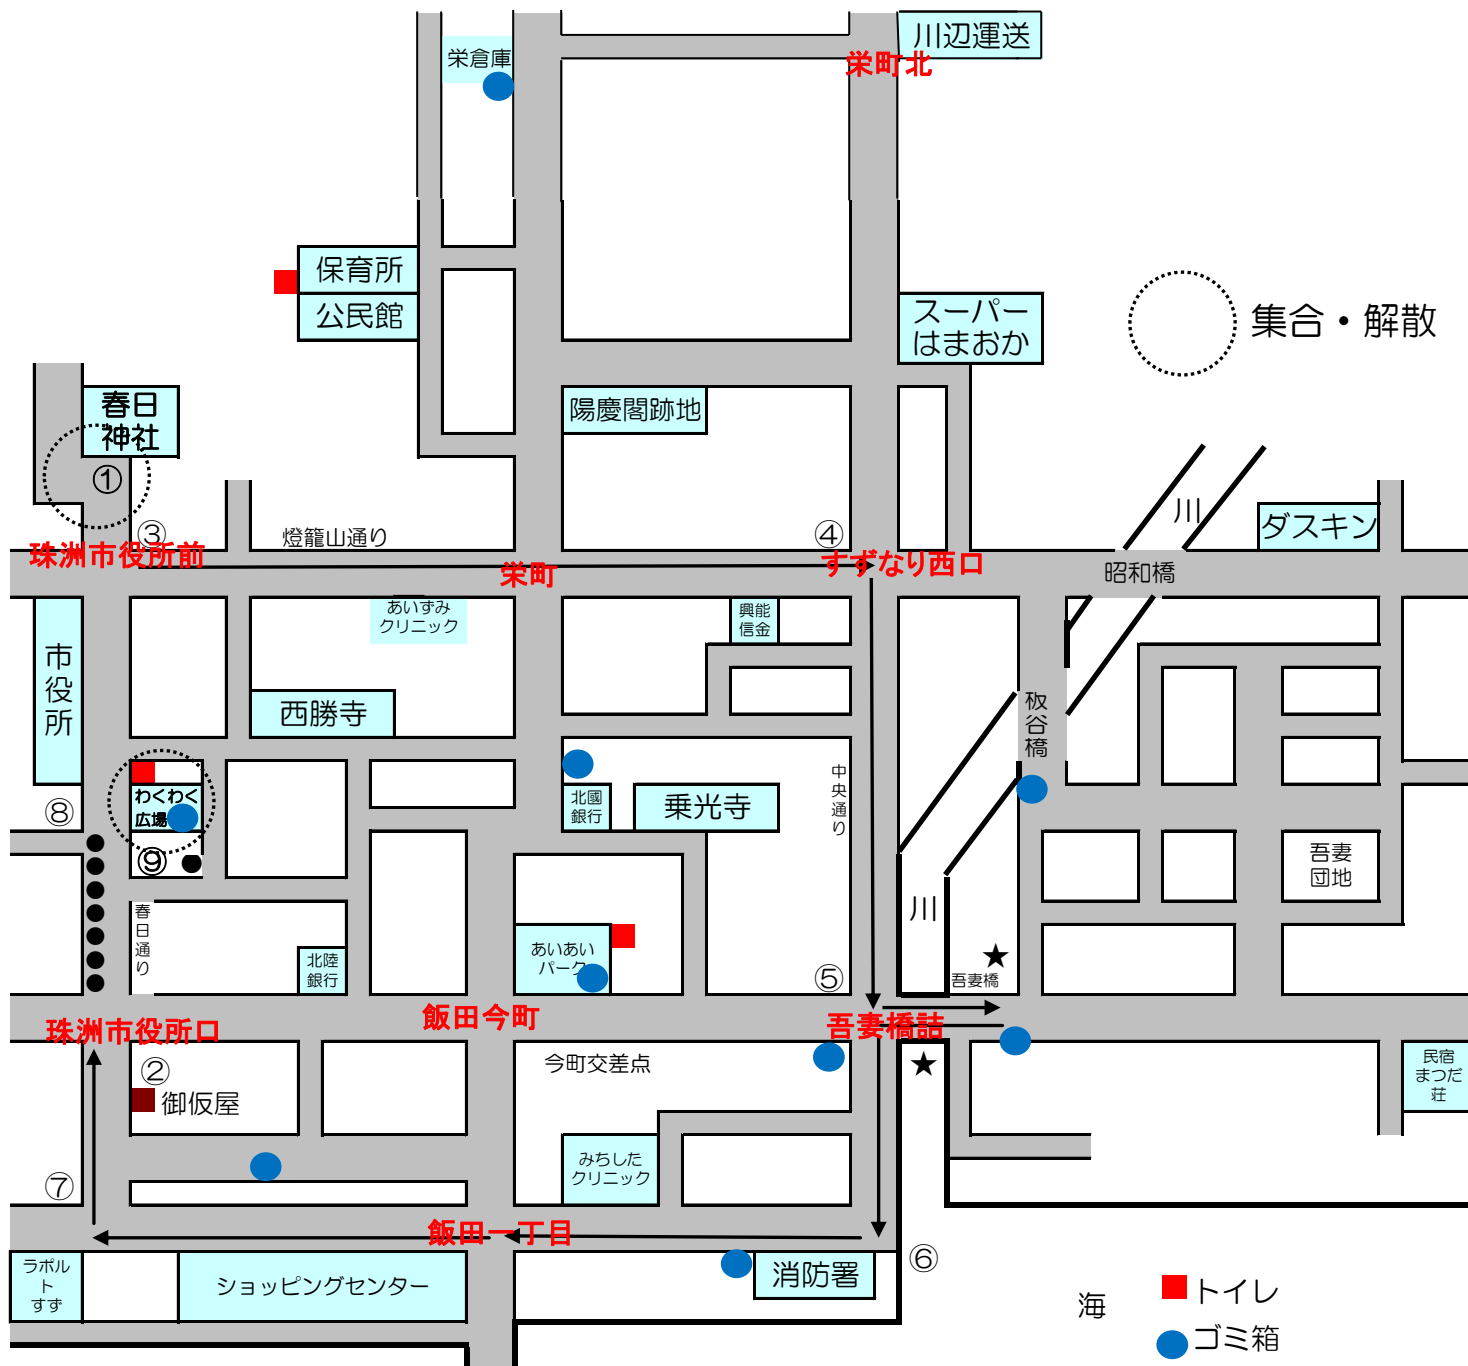 川辺運送
栄倉庫
栄町北
保育所
公民館
スーパー
はまおか
集合・解散
春日
神社
陽慶閣跡地
①
川
ダスキン
③
燈籠山通り
④
珠洲市役所前
栄町
すずなり西口
昭和橋
あいずみ
クリニック
興能
信金
市役所
西勝寺
板谷橋
中央通り
わくわく
広場
北國
銀行
乗光寺
⑧
⑨
吾妻
団地
春日通り
川
あいあい
パーク
北陸
銀行
⑤
吾妻橋
珠洲市役所口
飯田今町
吾妻橋詰
今町交差点
②
御仮屋
民宿
まつだ
荘
みちした
クリニック
⑦
飯田一丁目
⑥
ラポル
ト
すず
ショッピングセンター
消防署
海
トイレ
ゴミ箱